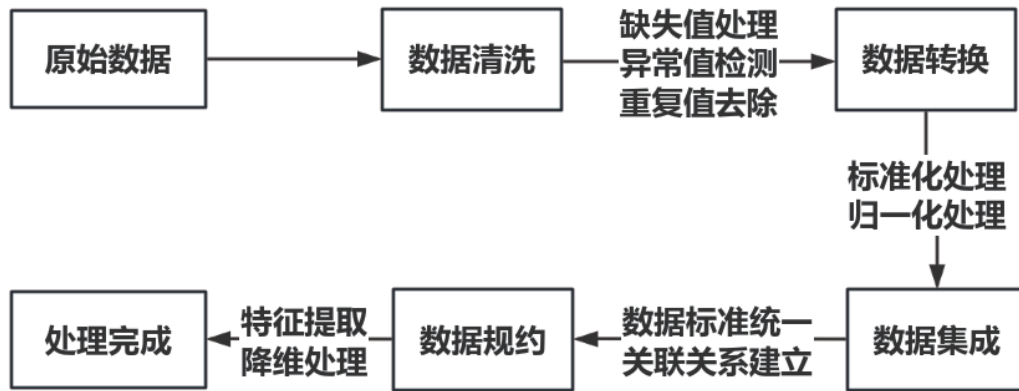 原始数据
数据清洗
缺失值处理
异常值检测
重复值去除
数据转换
标准化处理
归一化处理
数据集成
数据标准统一
关联关系建立
数据规约
特征提取
降维处理
处理完成